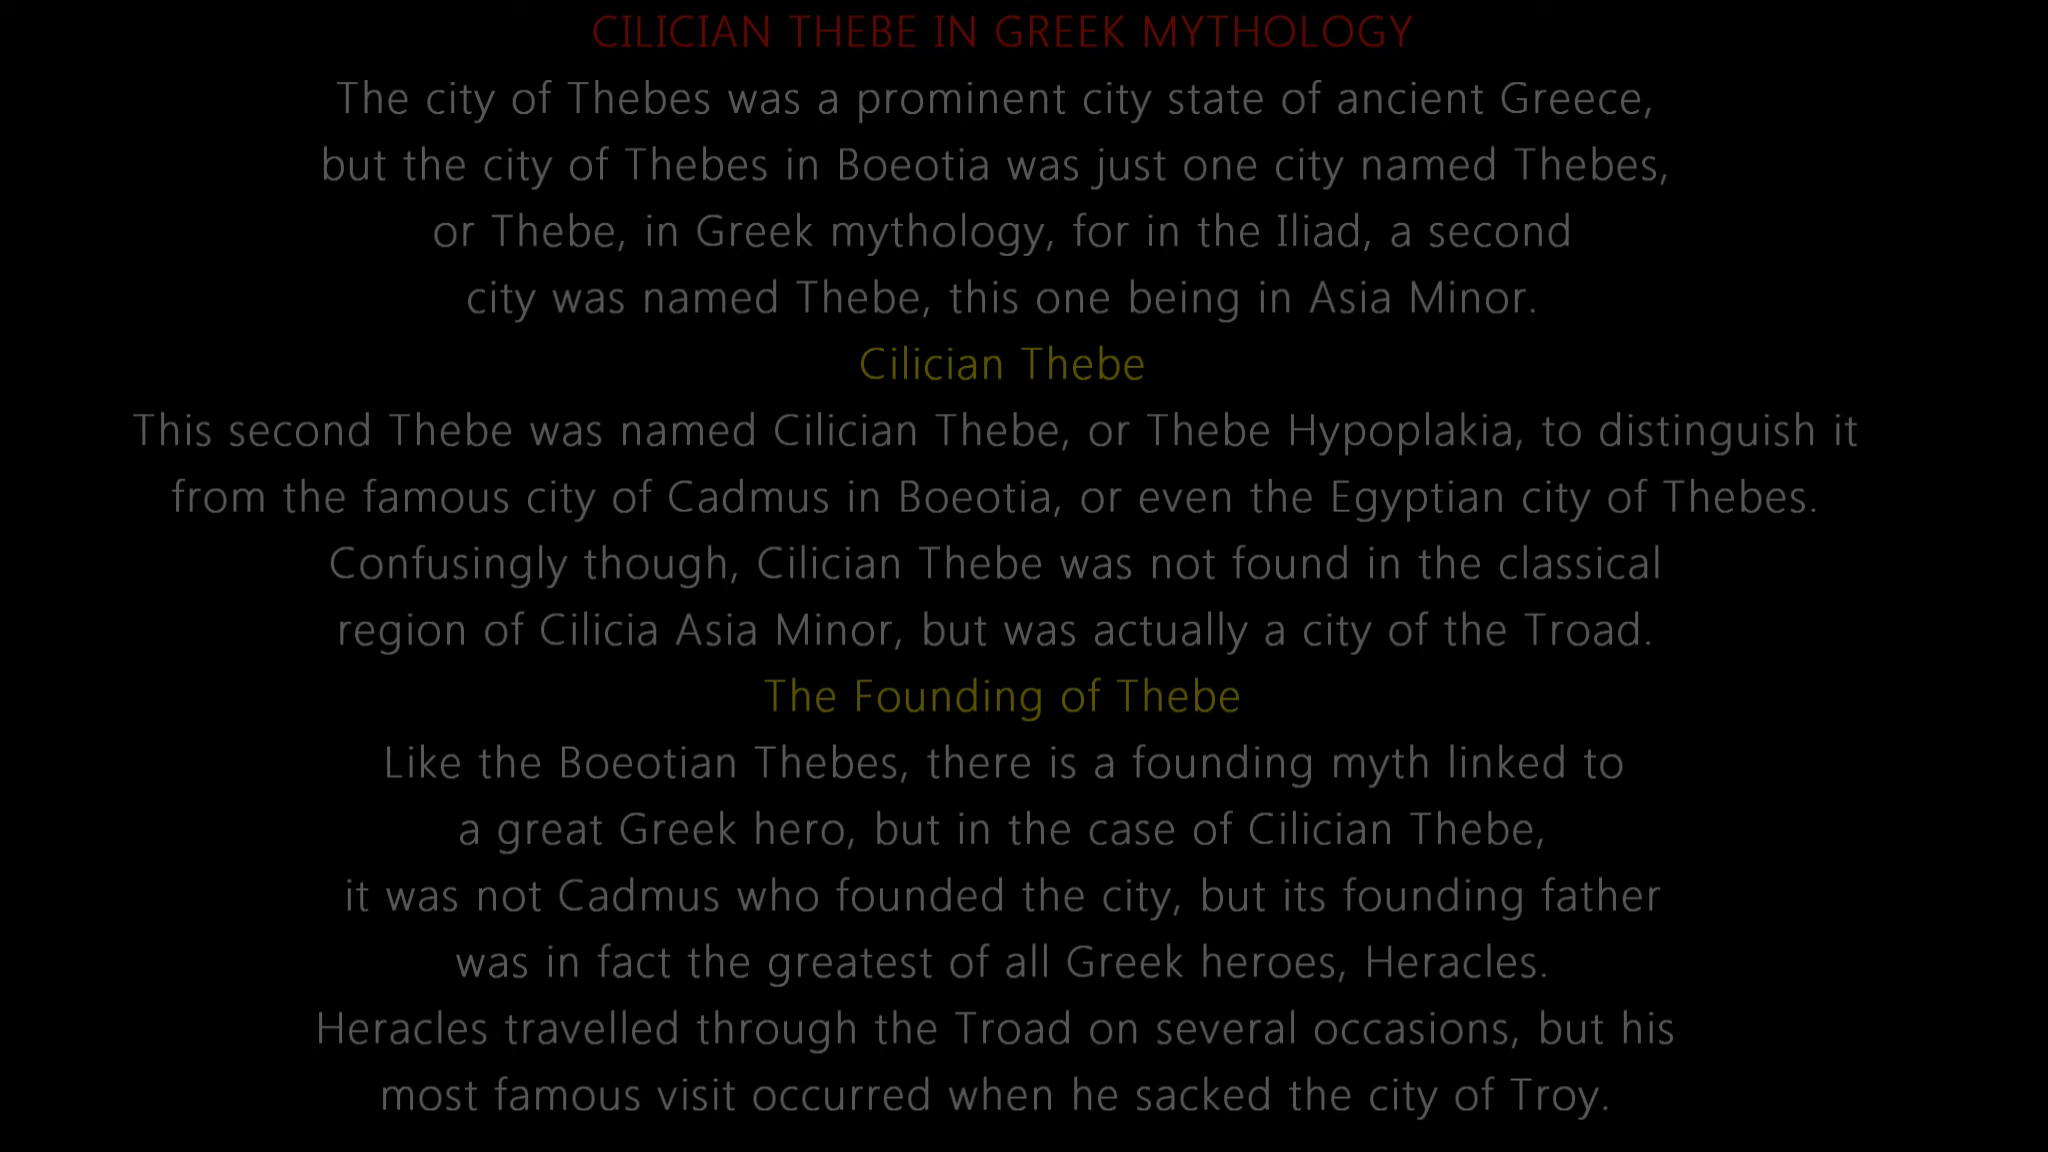 CILICIAN THEBE IN GREEK MYTHOLOGY
The city of Thebes was a prominent city state of ancient Greece,
but the city of Thebes in Boeotia was just one city named Thebes,
or Thebe, in Greek mythology, for in the Iliad, a second
city was named Thebe, this one being in Asia Minor.
Cilician Thebe
This second Thebe was named Cilician Thebe, or Thebe Hypoplakia, to distinguish it
from the famous city of Cadmus in Boeotia, or even the Egyptian city of Thebes.
Confusingly though, Cilician Thebe was not found in the classical
region of Cilicia Asia Minor, but was actually a city of the Troad.
The Founding of Thebe
Like the Boeotian Thebes, there is a founding myth linked to
a great Greek hero, but in the case of Cilician Thebe,
it was not Cadmus who founded the city, but its founding father
was in fact the greatest of all Greek heroes, Heracles.
Heracles travelled through the Troad on several occasions, but his
most famous visit occurred when he sacked the city of Troy.